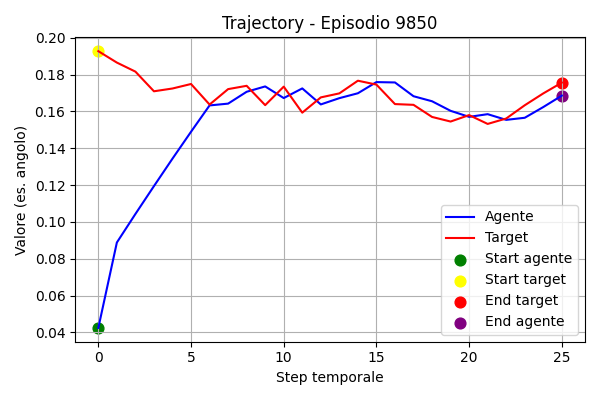 Trajectory - Episodio 9850
Valore (es. angolo)
0.20
0.18
0.16
0.14
0.12
0.10
0.08
0.06
0.04
0
5
10
15
20
25
Step temporale
Agente
Target
Start agente
Start target
End target
End agente